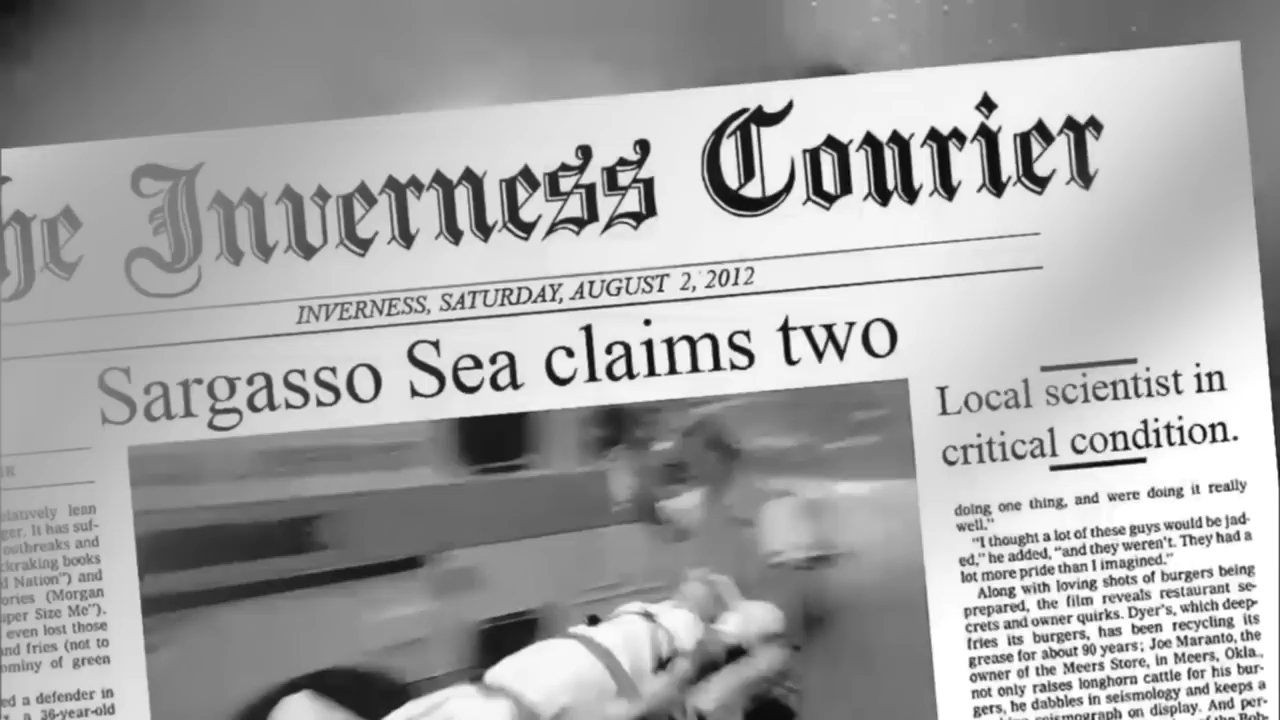 he Inverness Courier
INVERNESS, SATURDAY, AUGUST 2, 2012
Sargasso Sea claims two
Local scientist in
critical condition.
elatively lean
ger. It has suf-
outbreaks and
ckraking books
d Nation") and
ories (Morgan
uper Size Me").
even lost those
and fries (not to
ominy of green
ed a defender in
a 36-year-old
doing one thing, and were doing it really
well."
"I thought a lot of these guys would be jad-
ed," he added, "and they weren't. They had a
lot more pride than I imagined."
Along with loving shots of burgers being
prepared, the film reveals restaurant se-
crets and owner quirks. Dyer's, which deep-
fries its burgers, has been recycling its
grease for about 90 years; Joe Maranto, the
owner of the Meers Store, in Meers, Okla.,
not only raises longhorn cattle for his bur-
gers, he dabbles in seismology and keeps a
seismograph on display. And per-